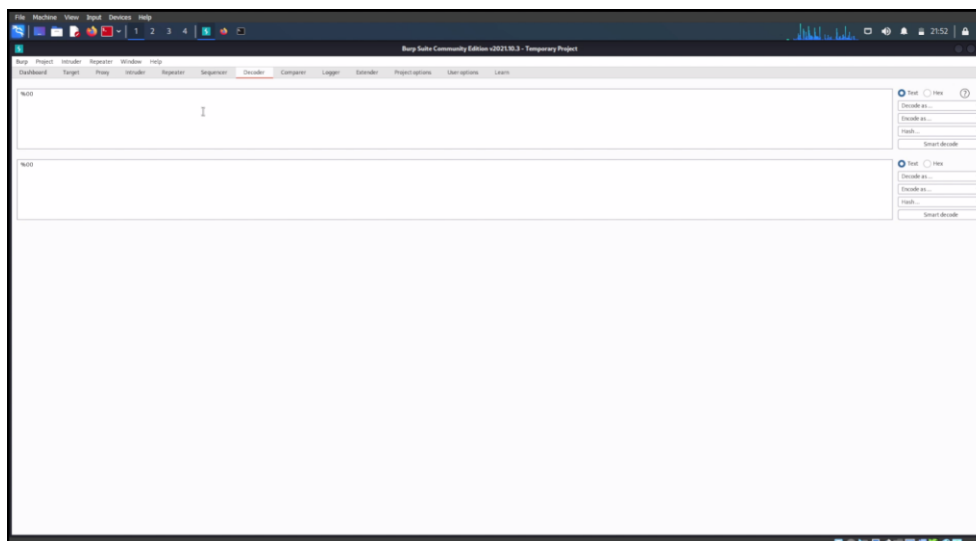 File Machine View Input Devices Help
1 2 3 4
21:52
Burp Suite Community Edition v2021.10.3 - Temporary Project
Burp Project Intruder Repeater Window Help
Dashboard Target Proxy Intruder Repeater Sequencer Decoder Comparer Logger Extender Project options User options Learn
%00
Text Hex ?
Decode as ...
Encode as ...
Hash ...
Smart decode
%00
Text Hex
Decode as ...
Encode as ...
Hash ...
Smart decode